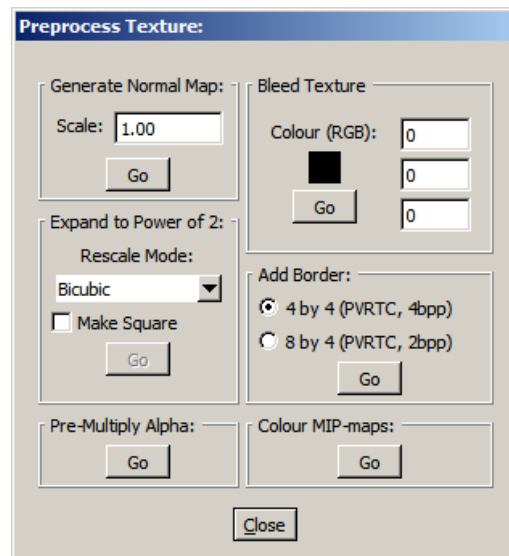 Preprocess Texture:
Generate Normal Map:
Scale: 1.00
Go
Expand to Power of 2:
Rescale Mode:
Bicubic
Make Square
Go
Pre-Multiply Alpha:
Go
Bleed Texture
Colour (RGB): 0
0
Go
0
Add Border:
4 by 4 (PVRTC, 4bpp)
8 by 4 (PVRTC, 2bpp)
Go
Colour MIP-maps:
Go
Close